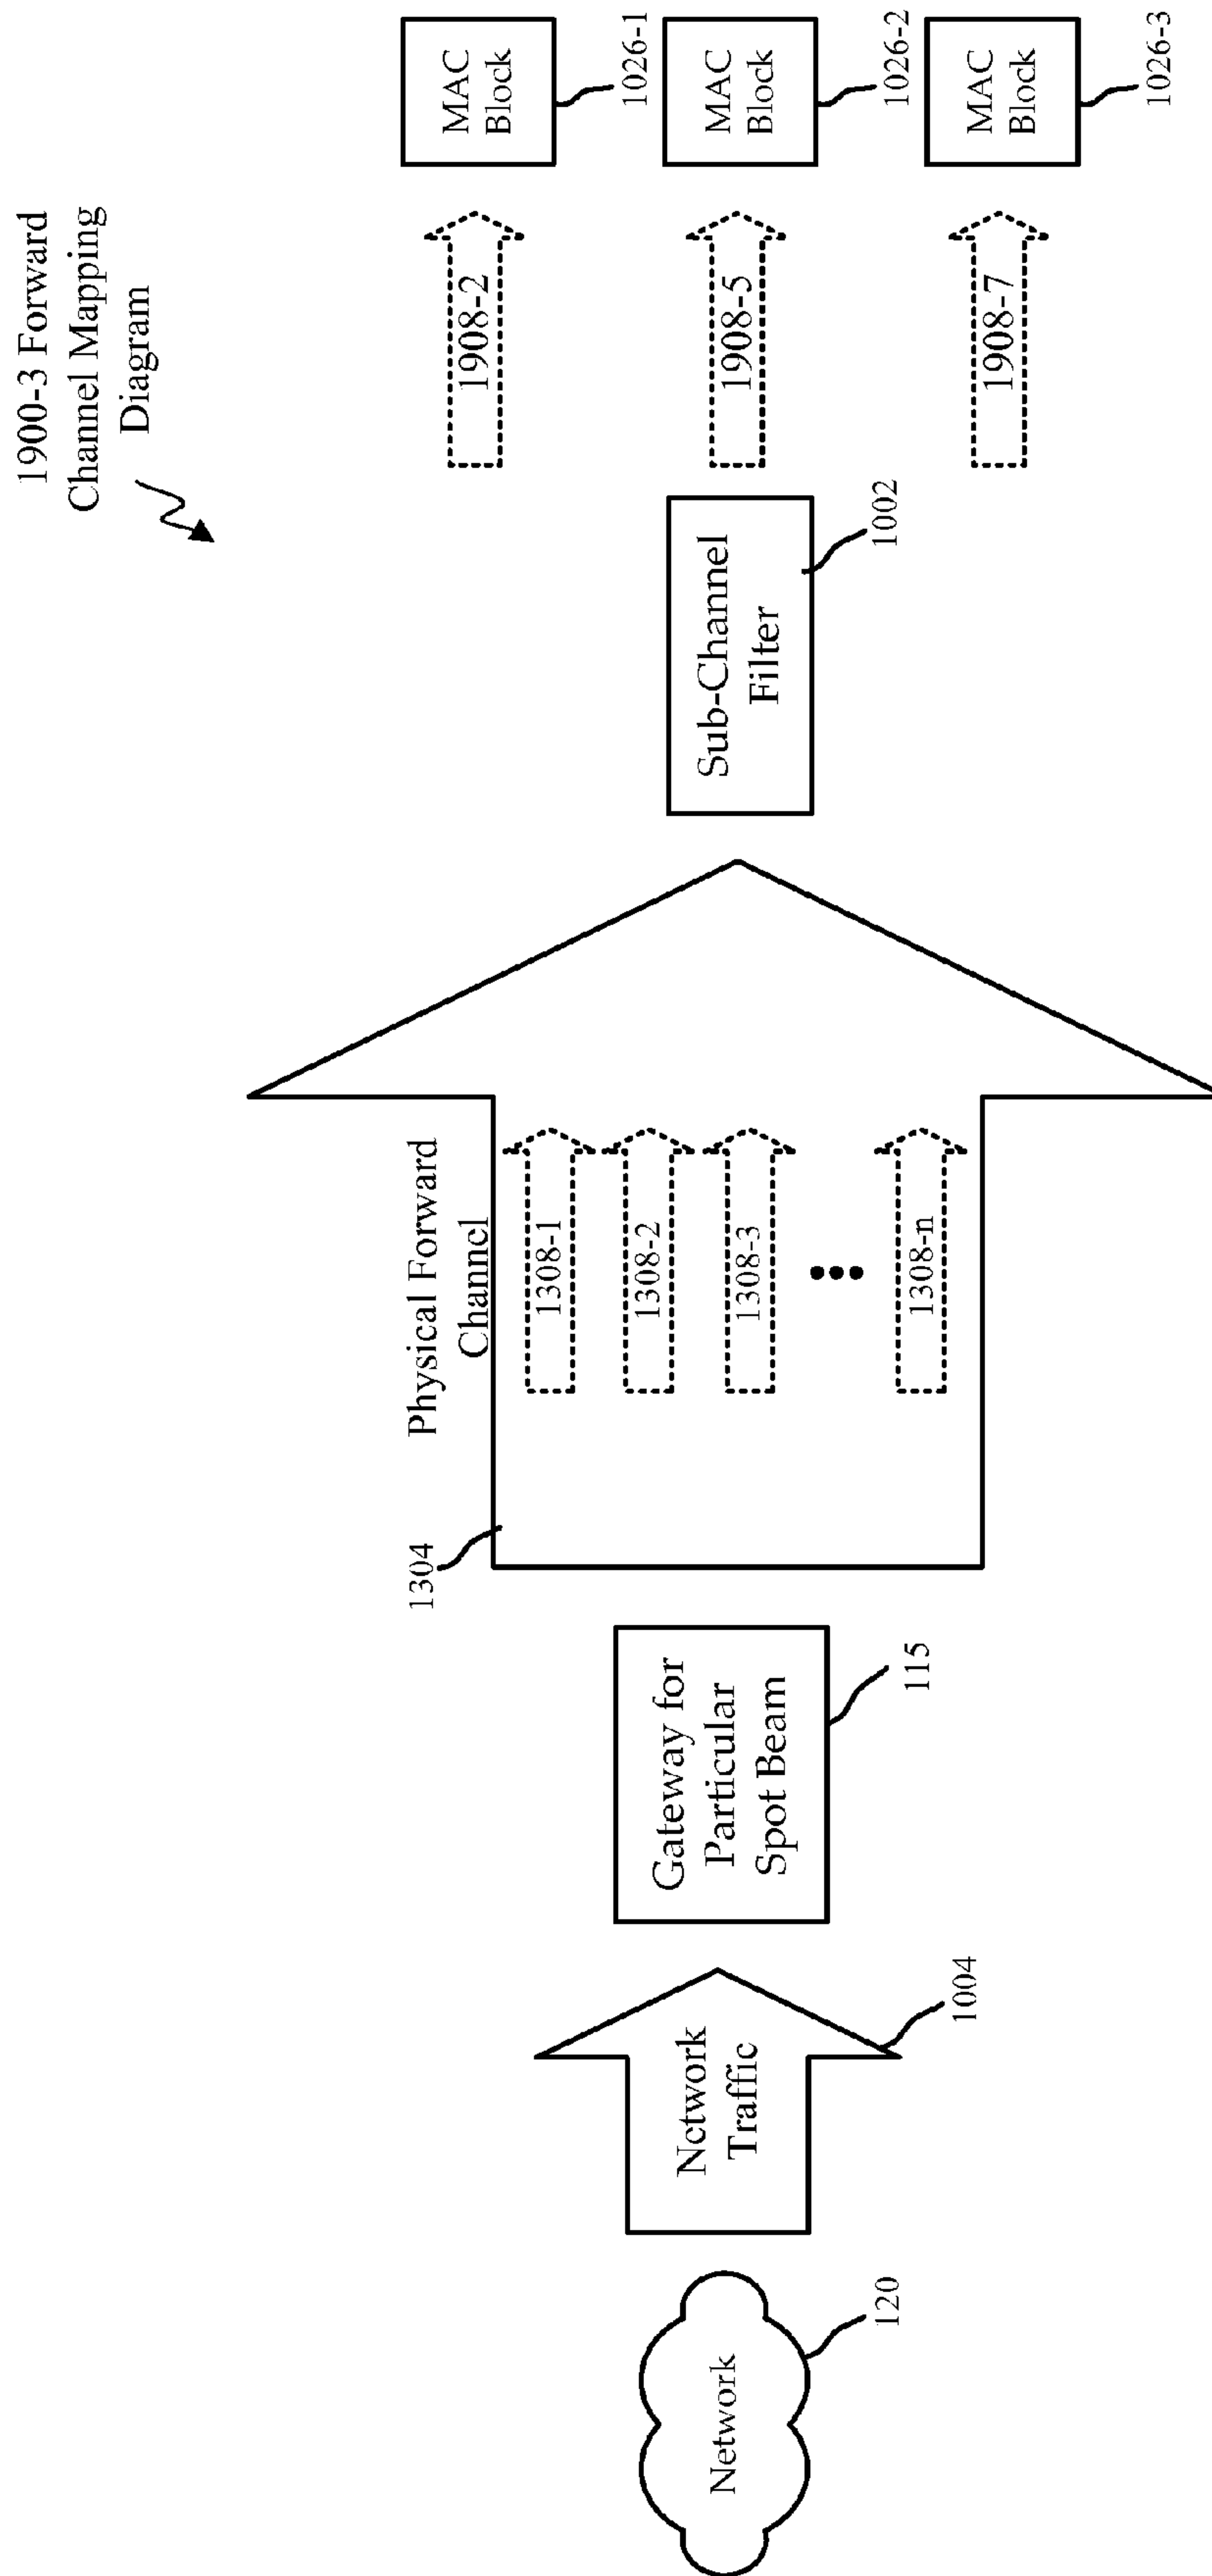 1900-3 Forward
Channel Mapping
Diagram
Network
120
Network
Traffic
1004
Gateway for
Particular
Spot Beam
115
1304
Physical Forward
Channel
1308-1
1308-2
1308-3
1308-n
Sub-Channel
Filter
1002
1908-2
1908-5
1908-7
MAC
Block
1026-1
MAC
Block
1026-2
MAC
Block
1026-3